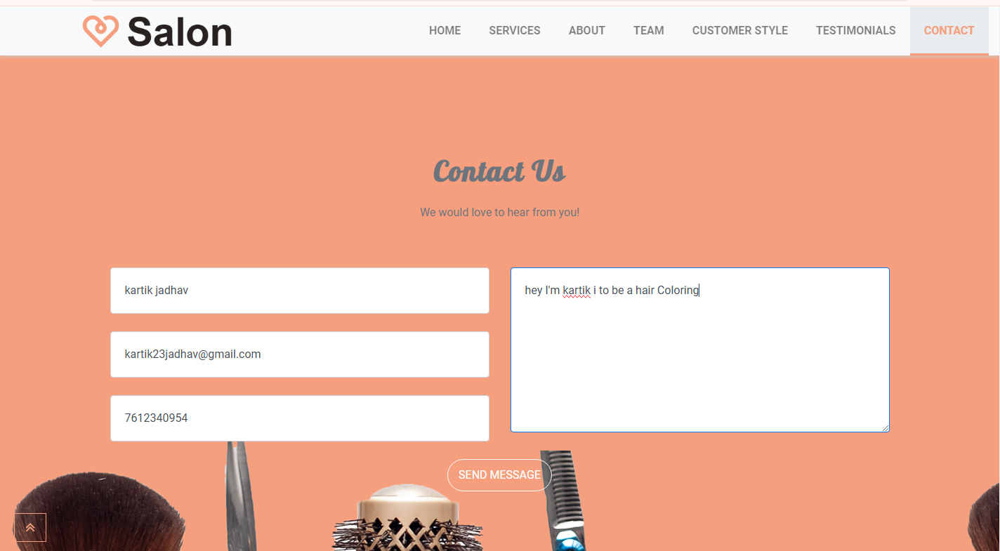 Salon
HOME SERVICES ABOUT TEAM CUSTOMER STYLE TESTIMONIALS CONTACT
Contact Us
We would love to hear from you!
kartik jadhav
hey I'm kartik i to be a hair Coloring
kartik23jadhav@gmail.com
7612340954
SEND MESSAGE